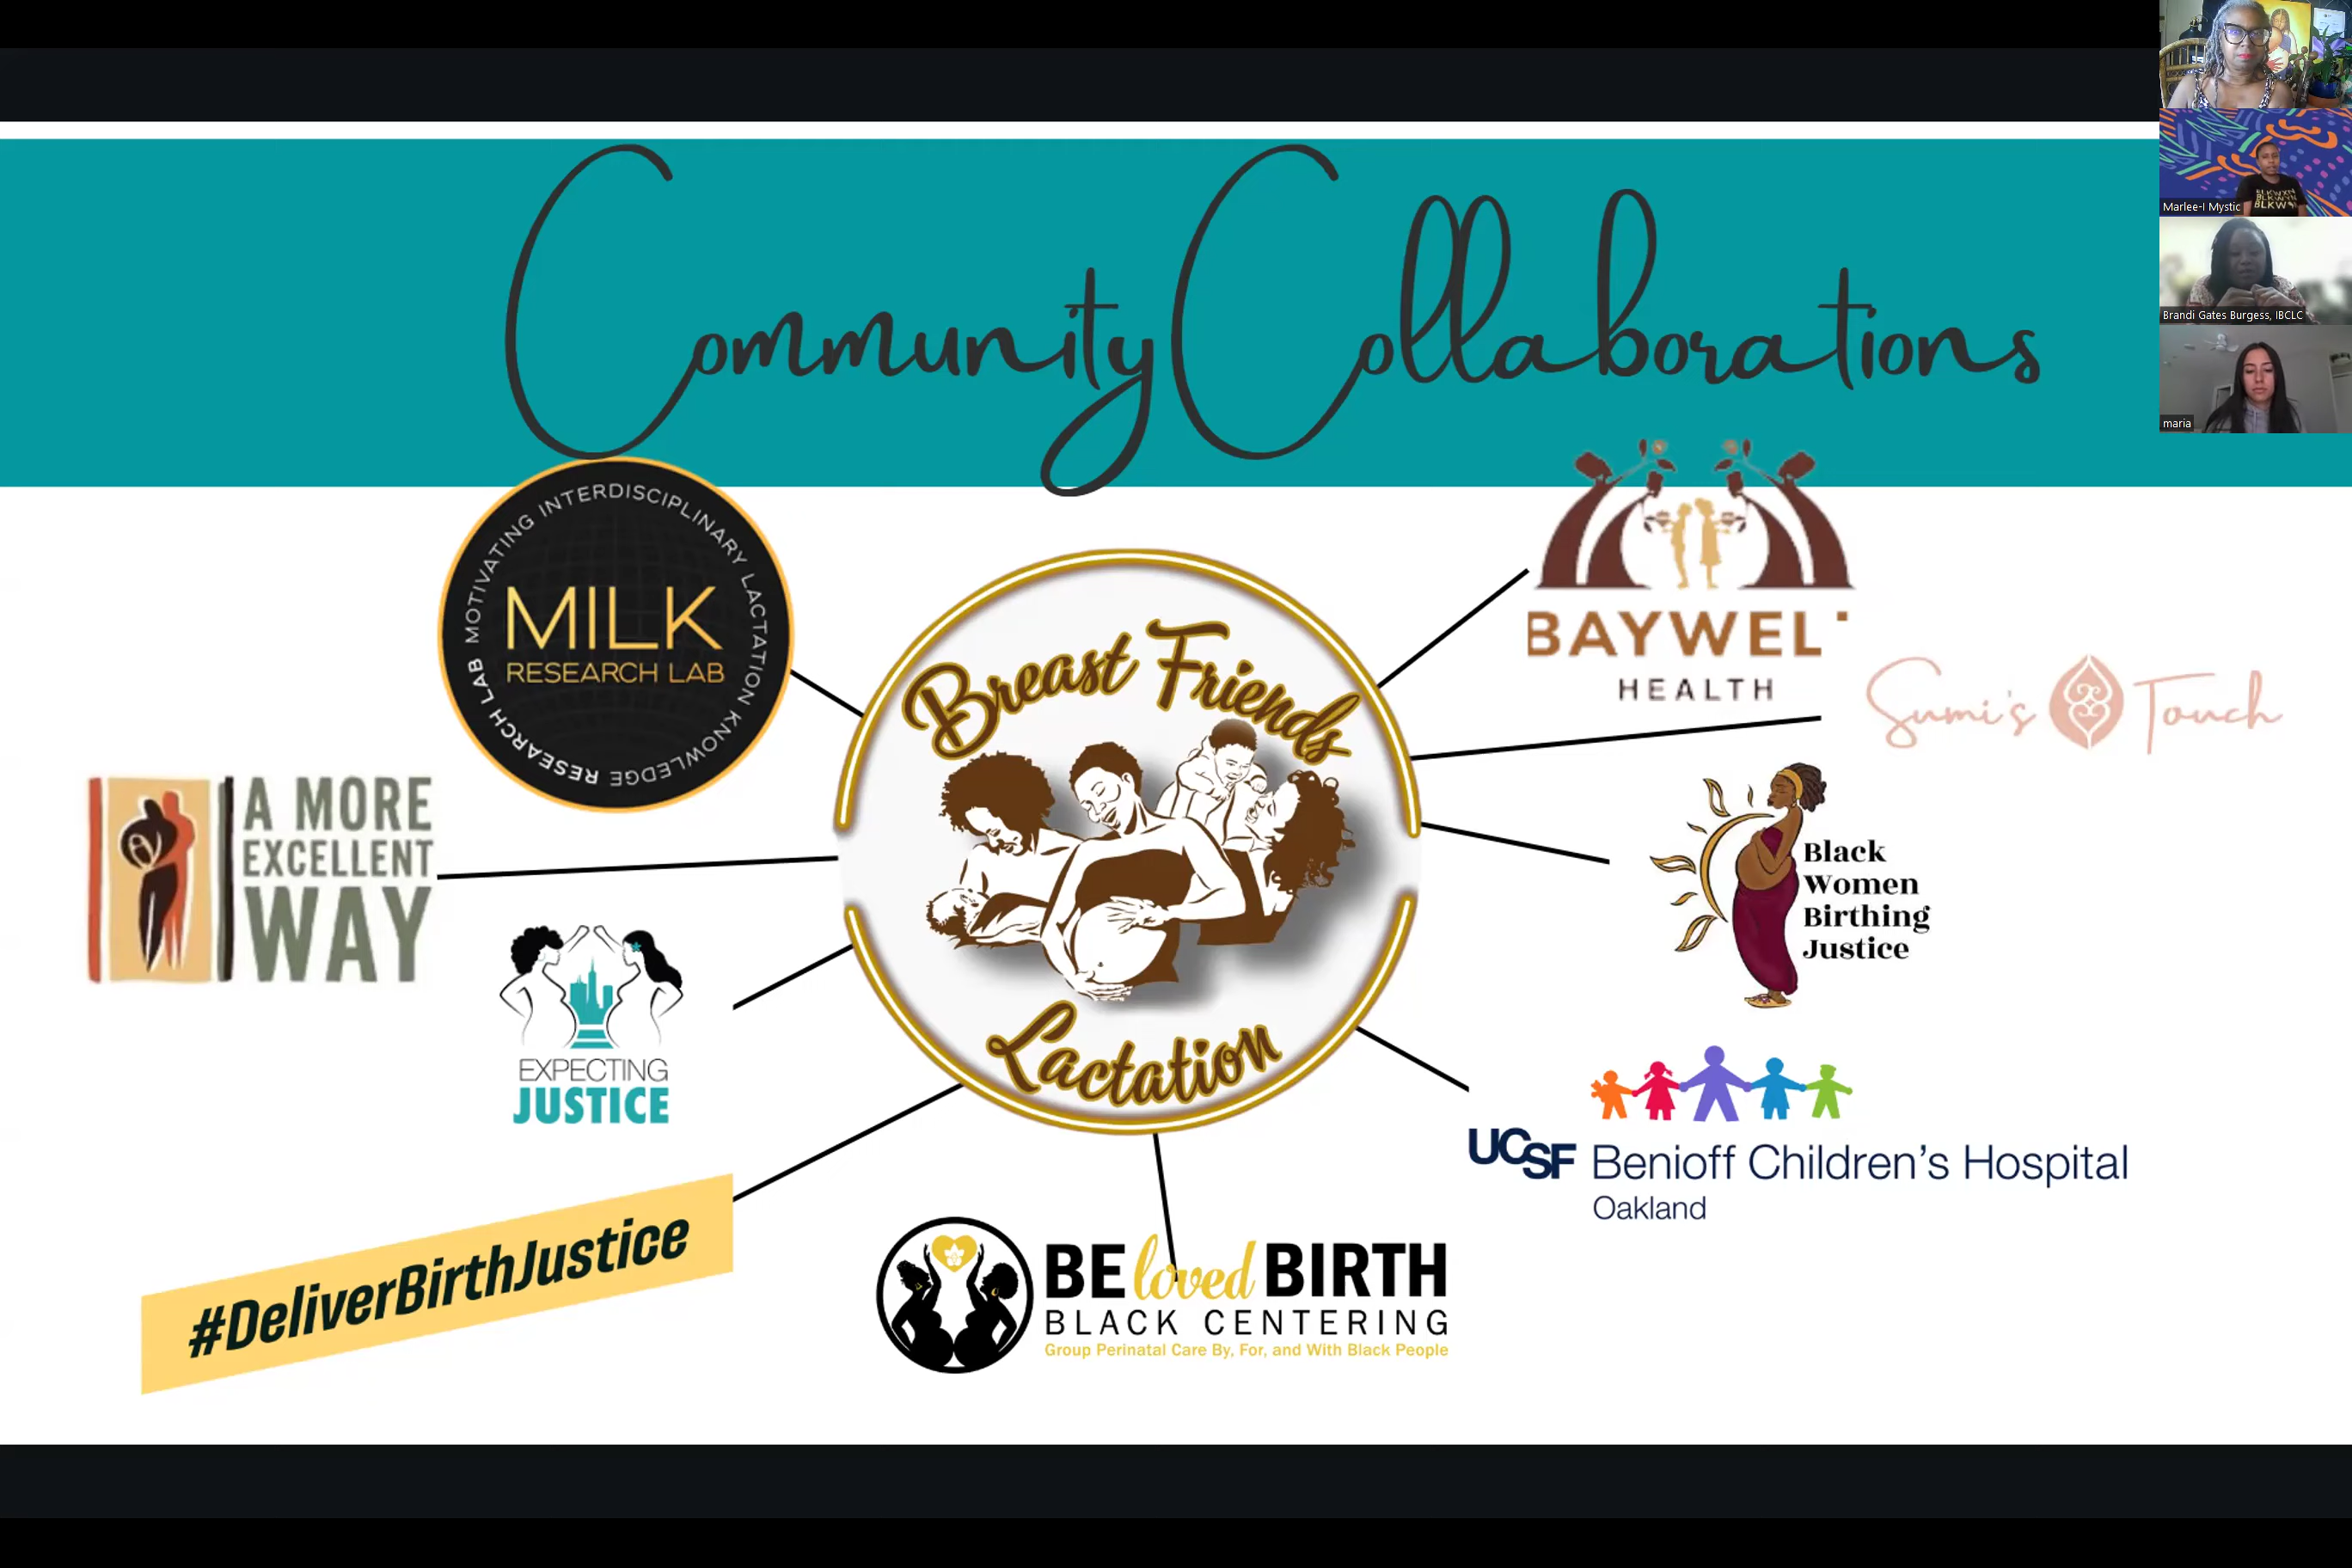 Community Collaborations
MOTIVATING INTERDISCIPLINARY LACTATION KNOWLEDGE RESEARCH LAB
MILK
RESEARCH LAB
Breast Friends
Lactation
BAYWEL
HEALTH
Sumi's Touch
A MORE
EXCELLENT
WAY
Black
Women
Birthing
Justice
EXPECTING
JUSTICE
UCSF Benioff Children's Hospital
Oakland
#DeliverBirthJustice
BEloved BIRTH
BLACK CENTERING
Group Perinatal Care By, For, and With Black People
Marlee-I Mystic
Brandi Gates Burgess, IBCLC
maria